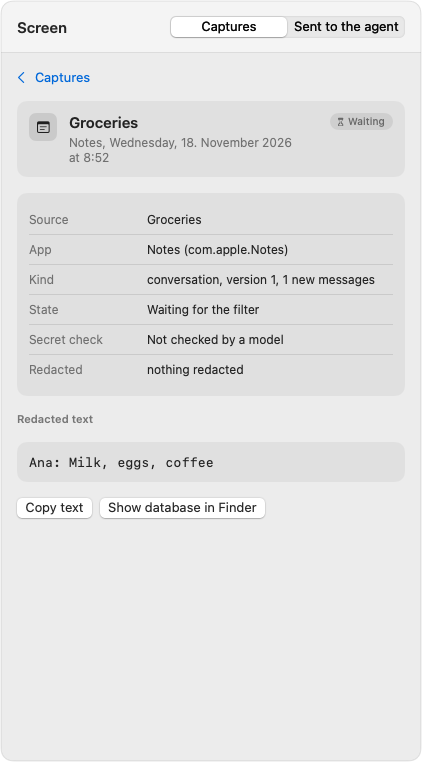 Screen
Captures
Sent to the agent
Captures
Groceries
Waiting
Notes, Wednesday, 18. November 2026
at 8:52
Source Groceries
App Notes (com.apple.Notes)
Kind conversation, version 1, 1 new messages
State Waiting for the filter
Secret check Not checked by a model
Redacted nothing redacted
Redacted text
Ana: Milk, eggs, coffee
Copy text
Show database in Finder